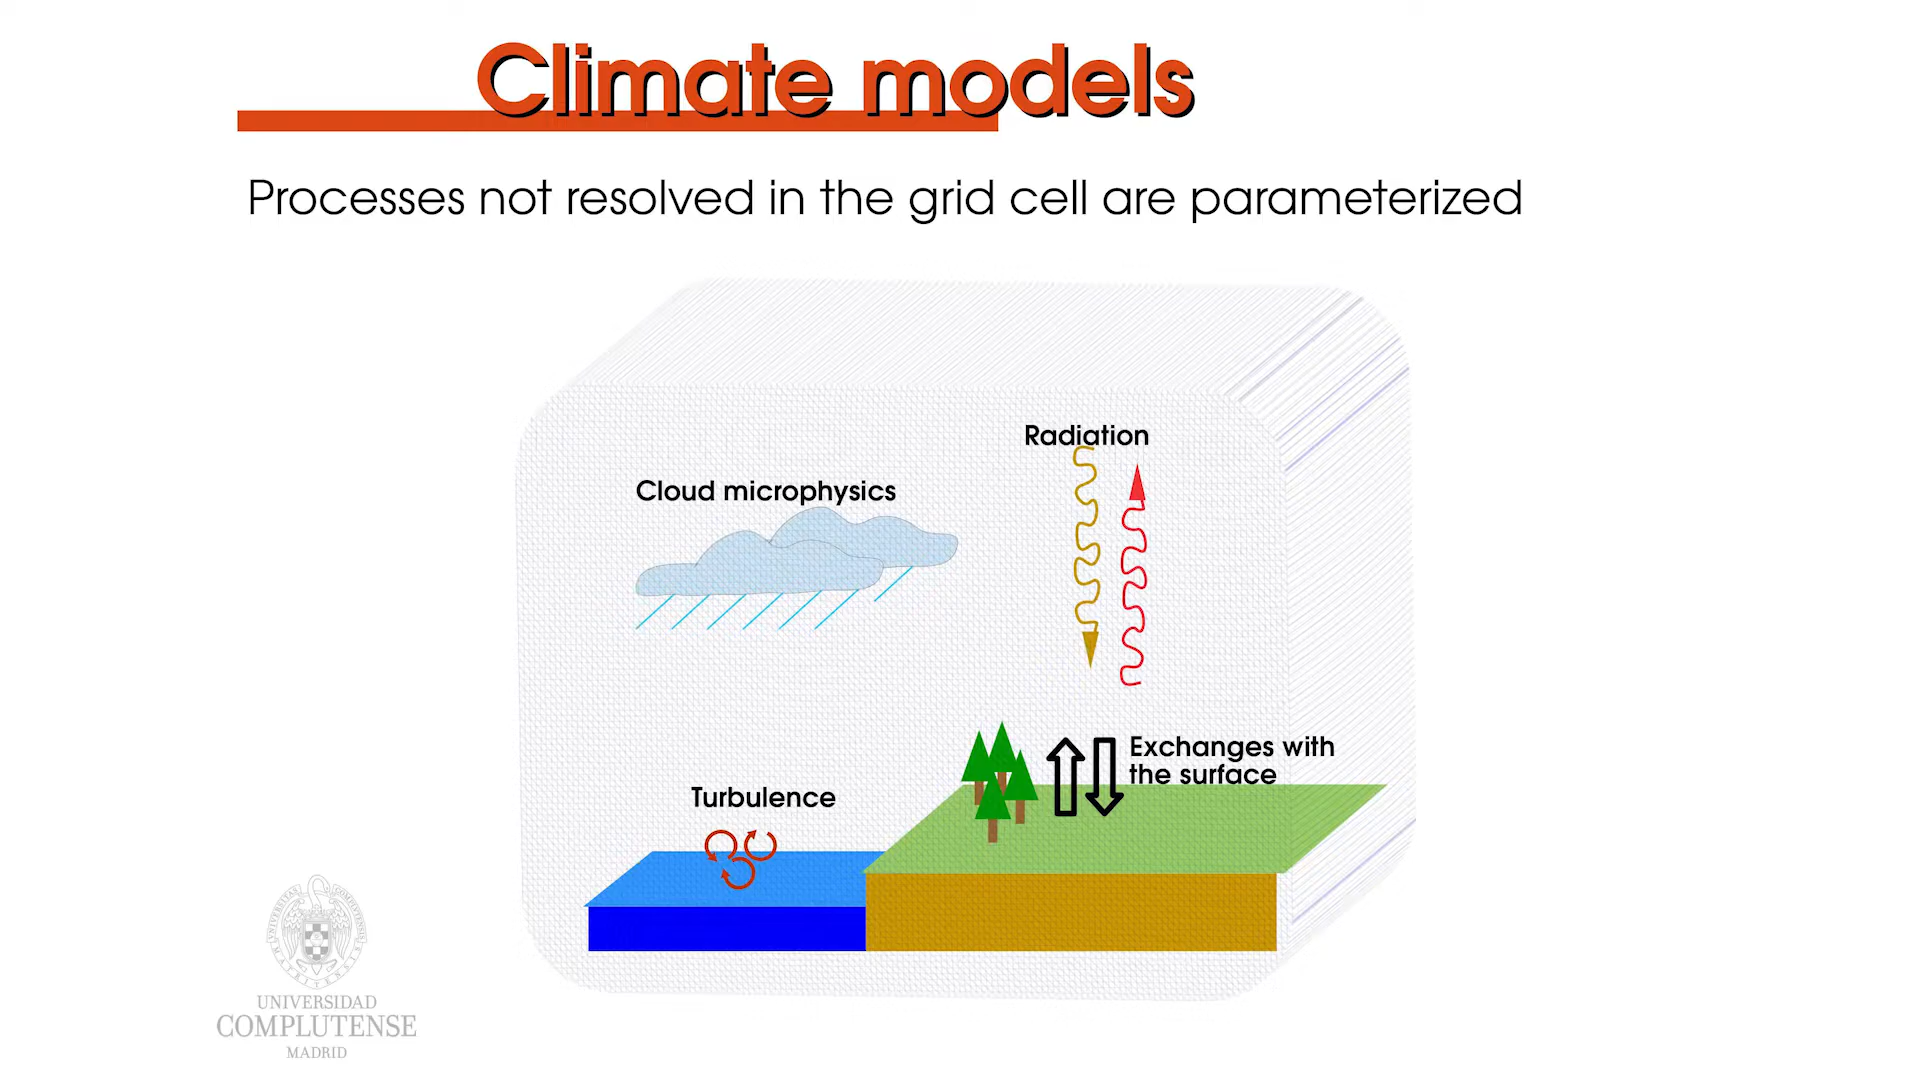 Climate models
Processes not resolved in the grid cell are parameterized
Radiation
Cloud microphysics
Exchanges with
the surface
Turbulence
UNIVERSIDAD
COMPLUTENSE
MADRID